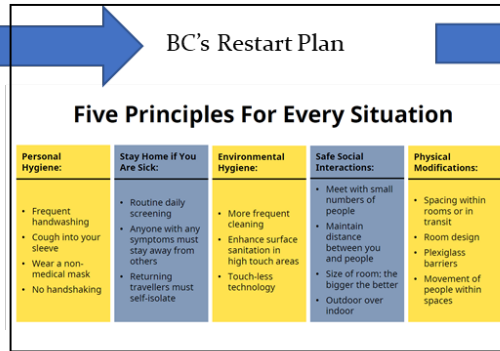 BC’s Restart Plan
Five Principles For Every Situation
Personal
Hygiene:
• Frequent
handwashing
• Cough into your
sleeve
• Wear a non-
medical mask
• No handshaking
Stay Home if You
Are Sick:
• Routine daily
screening
• Anyone with any
symptoms must
stay away from
others
• Returning
travellers must
self-isolate
Environmental
Hygiene:
• More frequent
cleaning
• Enhance surface
sanitation in
high touch areas
• Touch-less
technology
Safe Social
Interactions:
• Meet with small
numbers of
people
• Maintain
distance
between you
and people
• Size of room; the
bigger the better
• Outdoor over
indoor
Physical
Modifications:
• Spacing within
rooms or in
transit
• Room design
• Plexiglass
barriers
• Movement of
people within
spaces